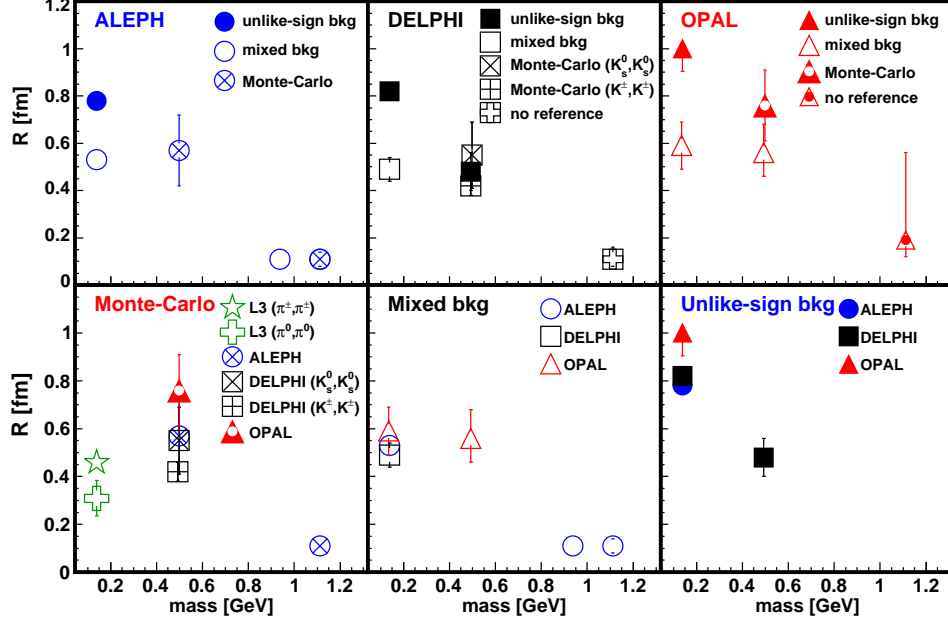 ALEPH
unlike-sign bkg
mixed bkg
Monte-Carlo
DELPHI
unlike-sign bkg
mixed bkg
Monte-Carlo (K⁰ₛ,K⁰ₛ)
Monte-Carlo (K±,K±)
no reference
OPAL
unlike-sign bkg
mixed bkg
Monte-Carlo
no reference
R [fm]
1.2
1
0.8
0.6
0.4
0.2
0
Monte-Carlo
L3 (π±,π±)
L3 (π⁰,π⁰)
ALEPH
DELPHI (K⁰ₛ,K⁰ₛ)
DELPHI (K±,K±)
OPAL
Mixed bkg
ALEPH
DELPHI
OPAL
Unlike-sign bkg
ALEPH
DELPHI
OPAL
R [fm]
1
0.8
0.6
0.4
0.2
0
0.2 0.4 0.6 0.8 1 1.2
0.2 0.4 0.6 0.8 1 1.2
0.2 0.4 0.6 0.8 1 1.2
mass [GeV]
mass [GeV]
mass [GeV]